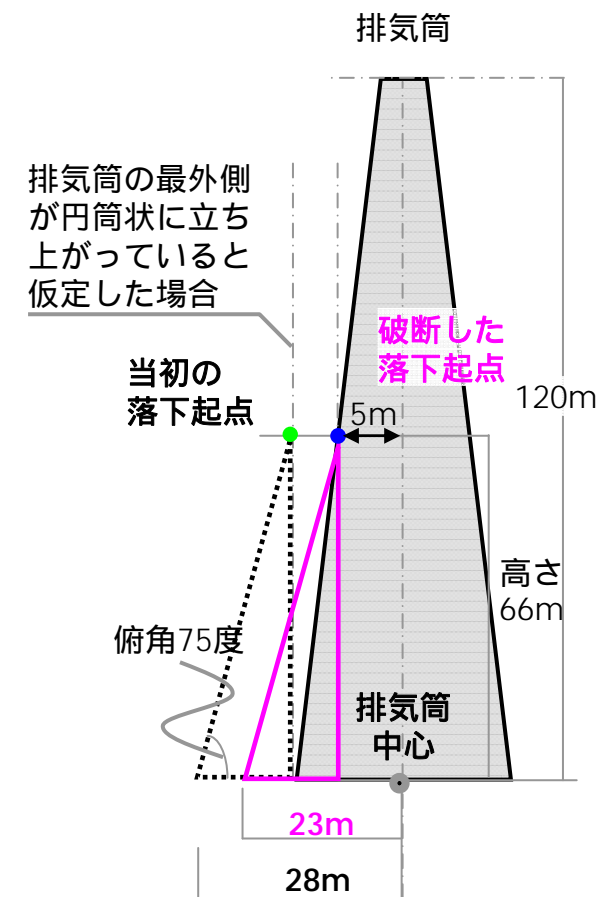 排気筒
排気筒の最外側
が円筒状に立ち
上がっていると
仮定した場合
破断した
落下起点
当初の
落下起点
120m
5m
高さ
66m
俯角75度
排気筒
中心
23m
28m